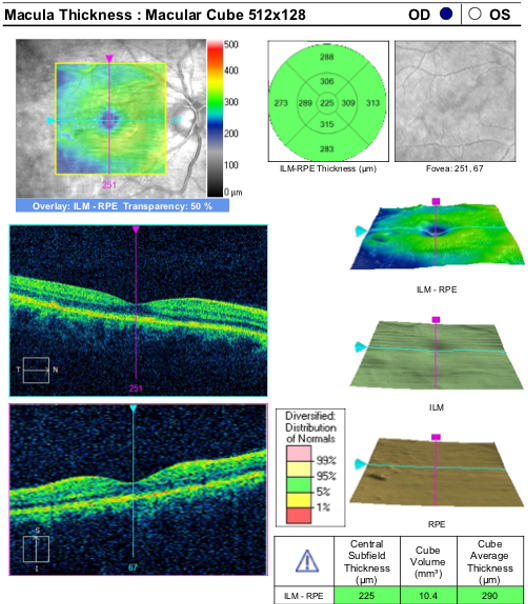 Macula Thickness : Macular Cube 512x128
OD OS
500
400
300
200
100
0 µm
251
Overlay: ILM - RPE Transparency: 50 %
288
306
273 289 225 309 313
315
283
ILM-RPE Thickness (µm)
Fovea: 251, 67
ILM - RPE
T N
251
ILM
S
I
67
Diversified:
Distribution
of Normals
99%
95%
5%
1%
RPE
Central
Subfield
Thickness
(µm)
Cube
Volume
(mm³)
Cube
Average
Thickness
(µm)
ILM - RPE 225 10.4 290